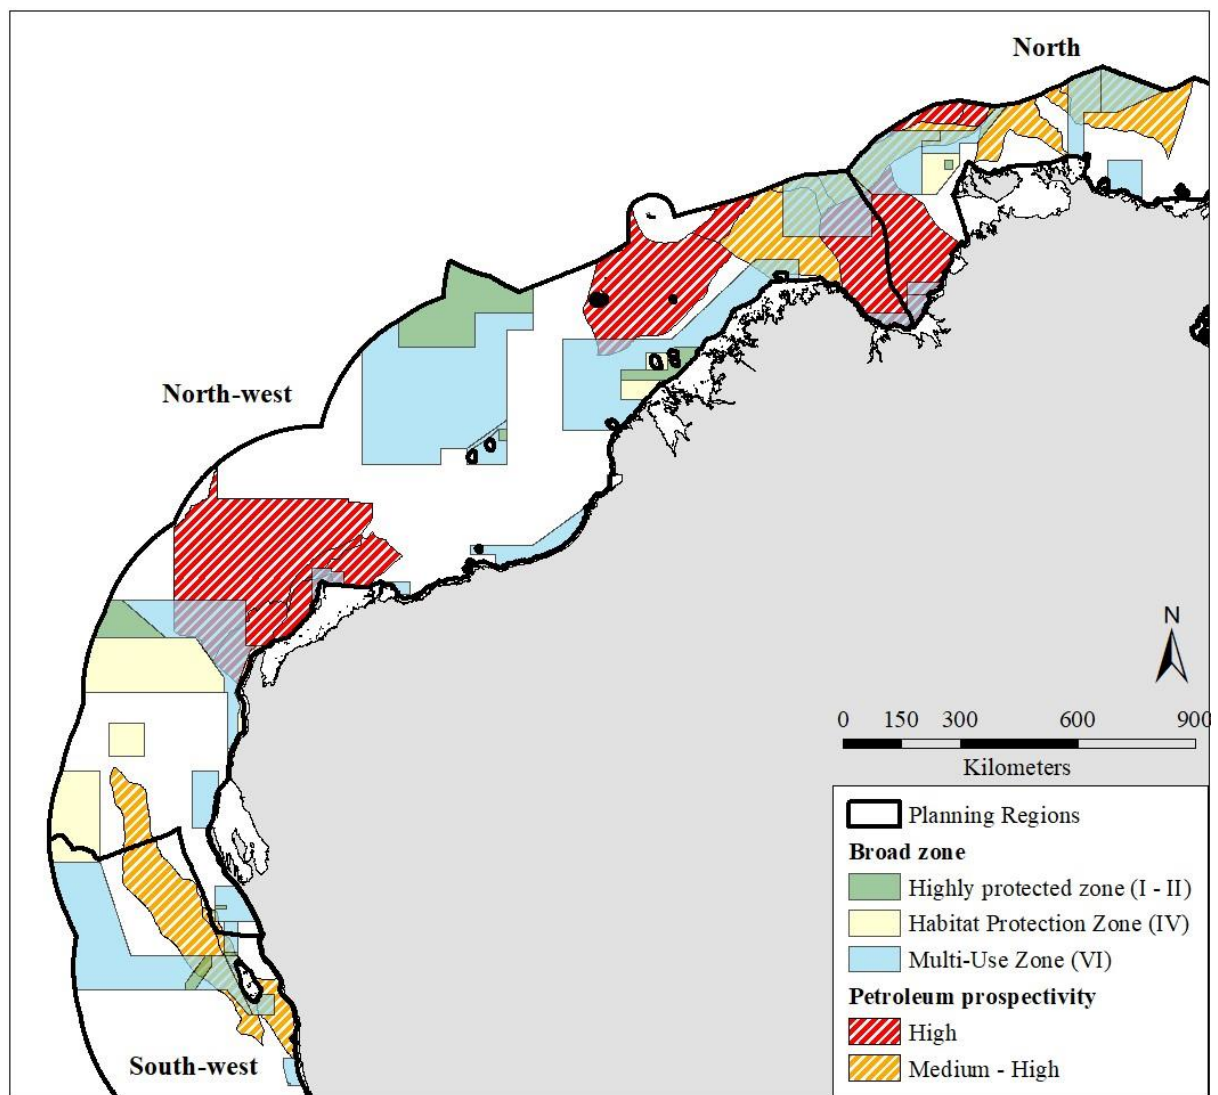 North
North-west
N
0 150 300 600 900
Kilometers
Planning Regions
Broad zone
Highly protected zone (I - II)
Habitat Protection Zone (IV)
Multi-Use Zone (VI)
Petroleum prospectivity
High
Medium - High
South-west